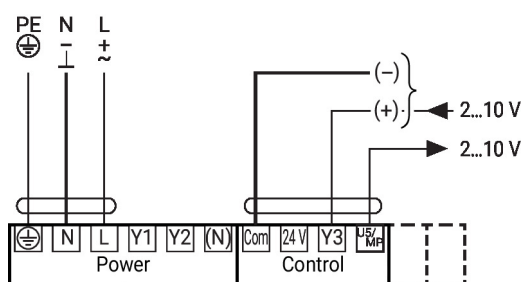 PE N L
– +
⊥ ~
(–)
(+) 2...10 V
2...10 V
N L Y1 Y2 (N) Com 24 V Y3 U5/MP
Power Control